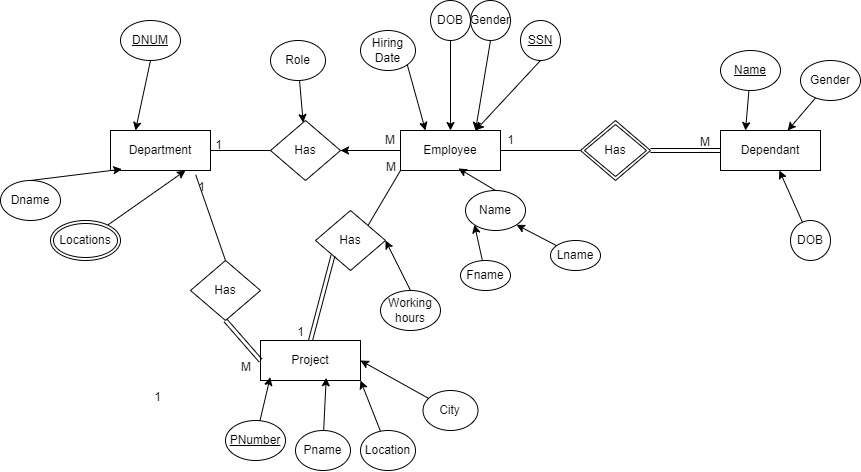 DNUM
Role
Hiring
Date
DOB
Gender
SSN
Name
Gender
Department
1
Has
M
Employee
1
Has
M
Dependant
M
Dname
1
Locations
Name
Has
DOB
Fname
Lname
Has
Working
hours
1
Project
M
1
City
PNumber
Pname
Location